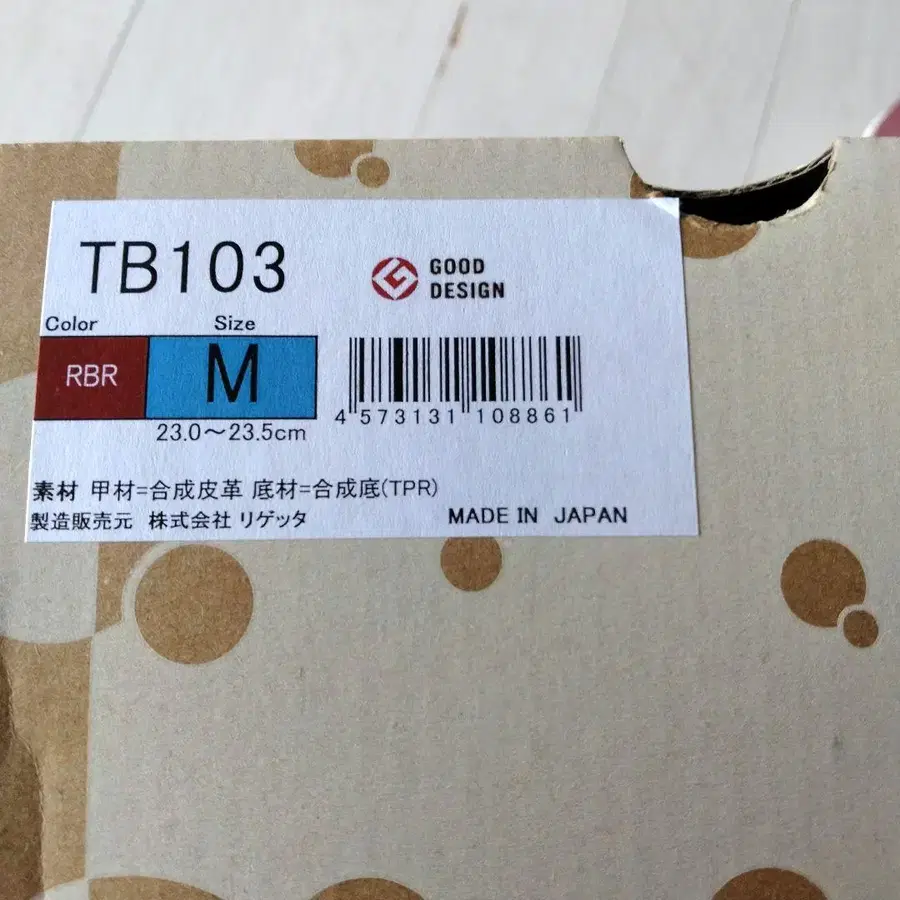 TB103
GOOD
DESIGN
Color Size
RBR M
23.0～23.5cm
4 573131 108861
素材 甲材=合成皮革 底材=合成底(TPR)
製造販売元 株式会社 リゲッタ MADE IN JAPAN